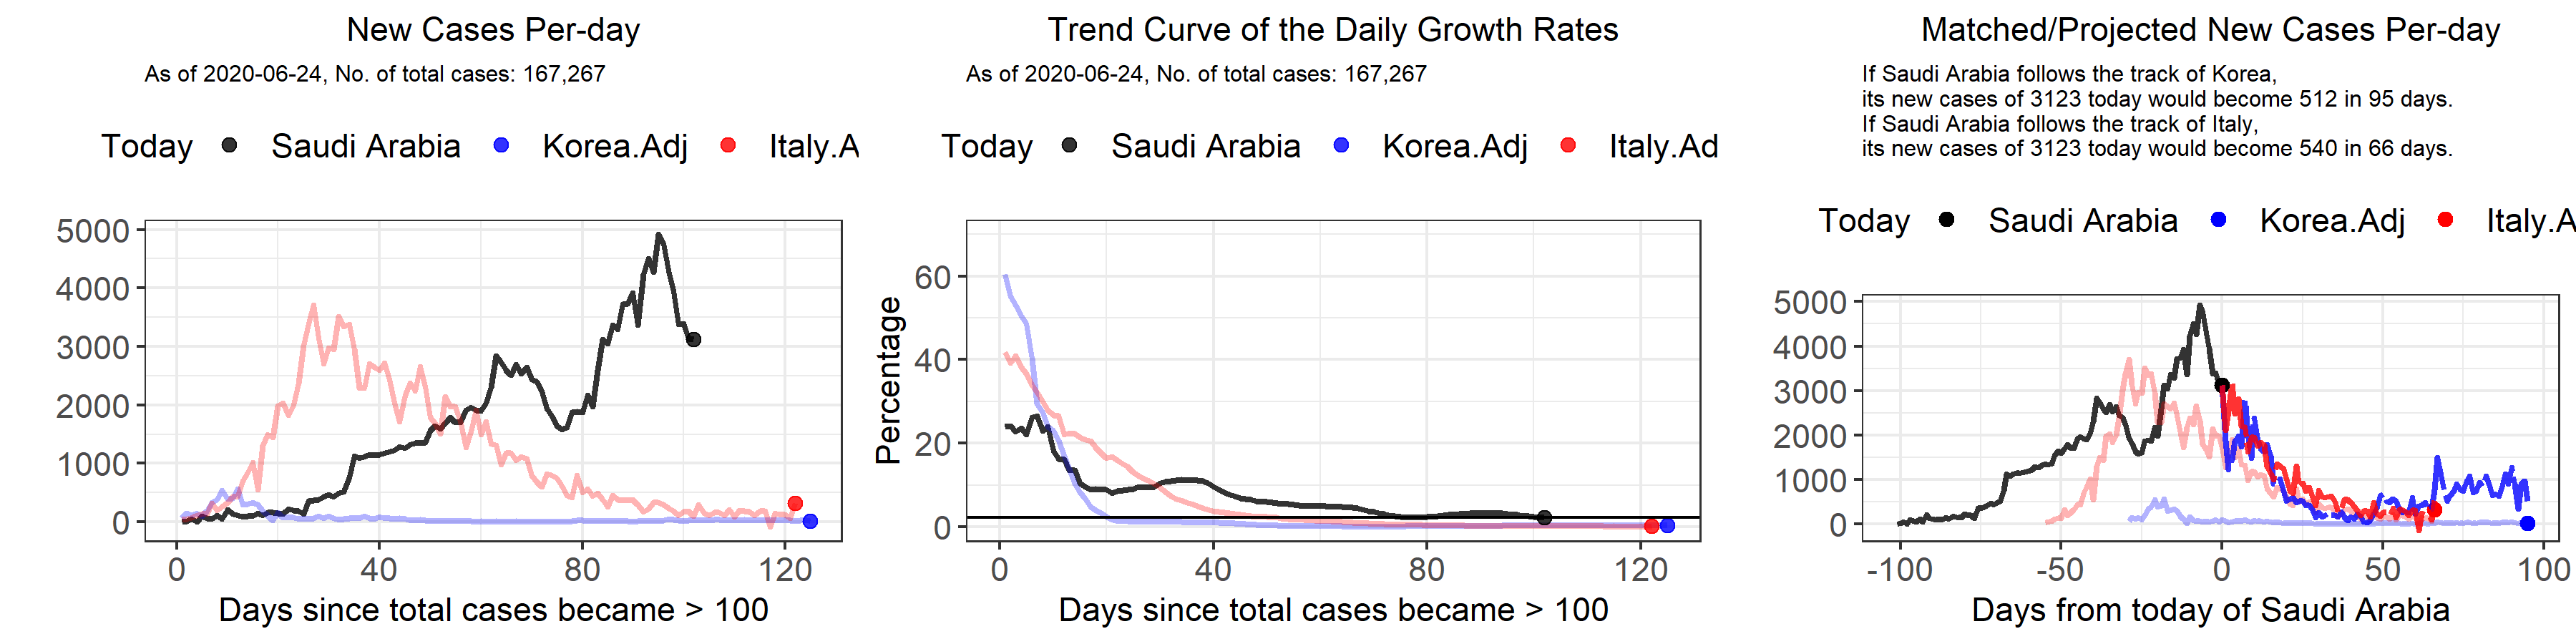 New Cases Per-day
As of 2020-06-24, No. of total cases: 167,267
Today Saudi Arabia Korea.Adj Italy.A
5000
4000
3000
2000
1000
0
0 40 80 120
Days since total cases became > 100
Trend Curve of the Daily Growth Rates
As of 2020-06-24, No. of total cases: 167,267
Today Saudi Arabia Korea.Adj Italy.Ad
Percentage
60
40
20
0
0 40 80 120
Days since total cases became > 100
Matched/Projected New Cases Per-day
If Saudi Arabia follows the track of Korea,
its new cases of 3123 today would become 512 in 95 days.
If Saudi Arabia follows the track of Italy,
its new cases of 3123 today would become 540 in 66 days.
Today Saudi Arabia Korea.Adj Italy.A
5000
4000
3000
2000
1000
0
-100 -50 0 50 100
Days from today of Saudi Arabia